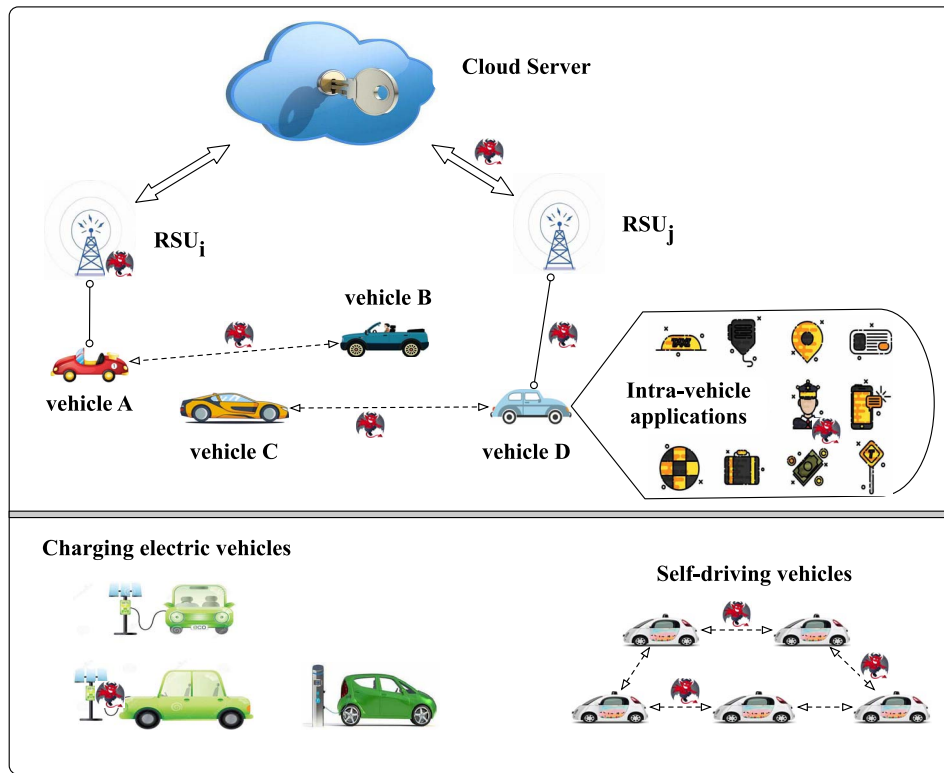 Cloud Server
RSUi
RSUj
vehicle B
vehicle A
vehicle C
vehicle D
Intra-vehicle
applications
Charging electric vehicles
Self-driving vehicles